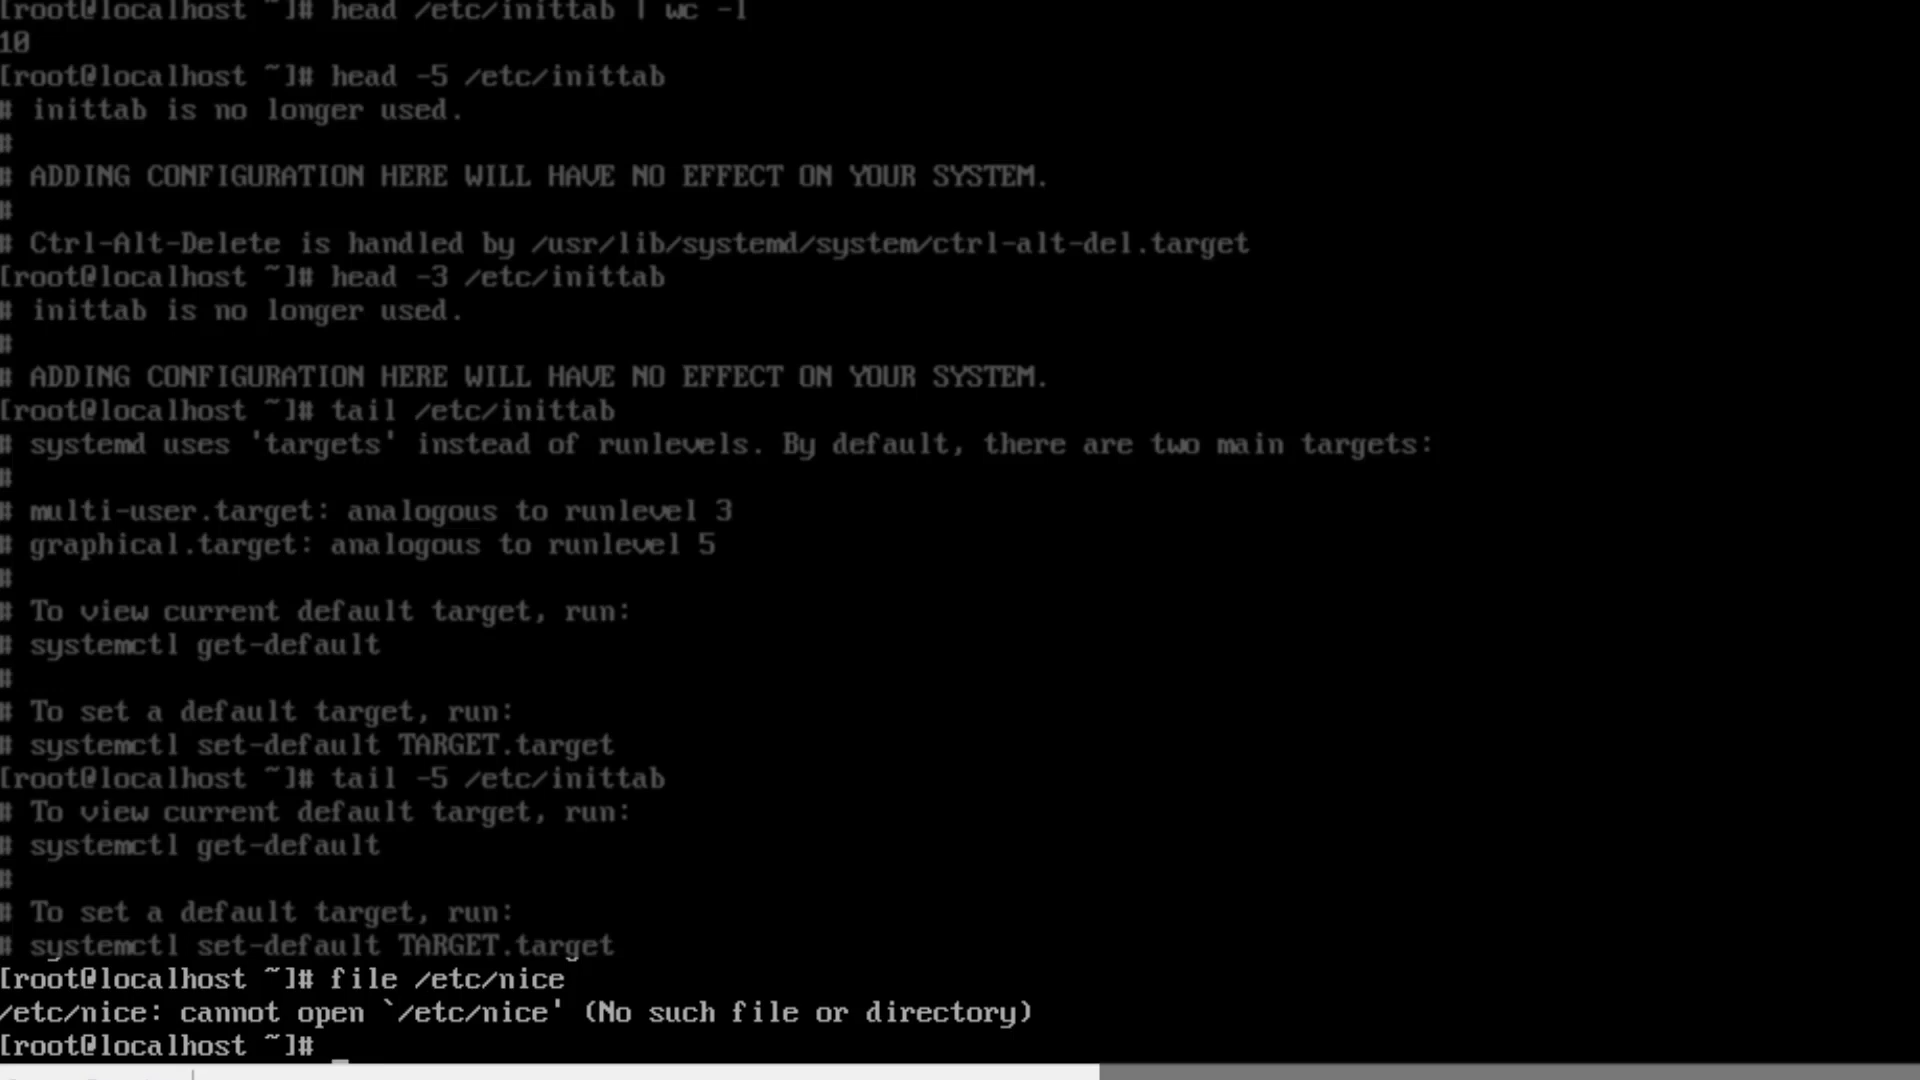 [root@localhost ~]# head /etc/inittab | wc -l
10
[root@localhost ~]# head -5 /etc/inittab
# inittab is no longer used.
#
# ADDING CONFIGURATION HERE WILL HAVE NO EFFECT ON YOUR SYSTEM.
#
# Ctrl-Alt-Delete is handled by /usr/lib/systemd/system/ctrl-alt-del.target
[root@localhost ~]# head -3 /etc/inittab
# inittab is no longer used.
#
# ADDING CONFIGURATION HERE WILL HAVE NO EFFECT ON YOUR SYSTEM.
[root@localhost ~]# tail /etc/inittab
# systemd uses 'targets' instead of runlevels. By default, there are two main targets:
#
# multi-user.target: analogous to runlevel 3
# graphical.target: analogous to runlevel 5
#
# To view current default target, run:
# systemctl get-default
#
# To set a default target, run:
# systemctl set-default TARGET.target
[root@localhost ~]# tail -5 /etc/inittab
# To view current default target, run:
# systemctl get-default
#
# To set a default target, run:
# systemctl set-default TARGET.target
[root@localhost ~]# file /etc/nice
/etc/nice: cannot open `/etc/nice' (No such file or directory)
[root@localhost ~]# _